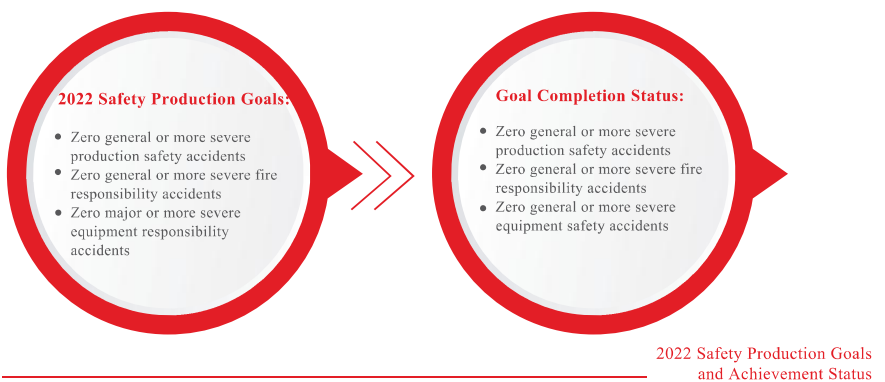 2022 Safety Production Goals:
• Zero general or more severe
production safety accidents
• Zero general or more severe fire
responsibility accidents
• Zero major or more severe
equipment responsibility
accidents
Goal Completion Status:
• Zero general or more severe
production safety accidents
• Zero general or more severe fire
responsibility accidents
• Zero general or more severe
equipment safety accidents
2022 Safety Production Goals
and Achievement Status